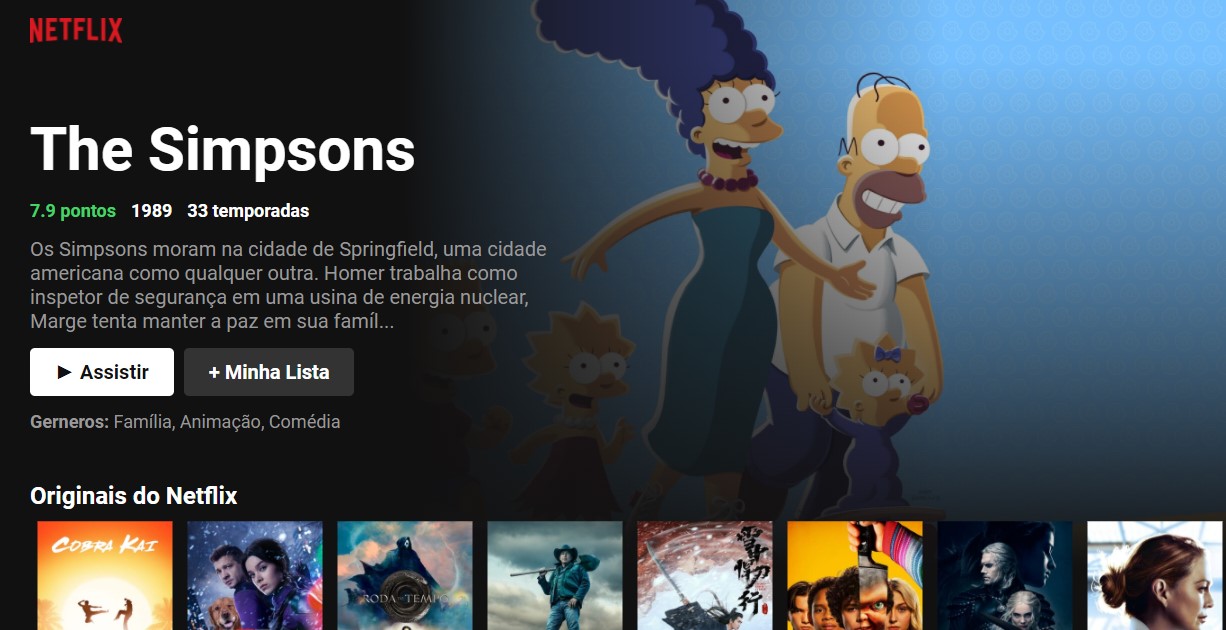 NETFLIX
The Simpsons
7.9 pontos 1989 33 temporadas
Os Simpsons moram na cidade de Springfield, uma cidade
americana como qualquer outra. Homer trabalha como
inspetor de segurança em uma usina de energia nuclear,
Marge tenta manter a paz em sua famíl...
► Assistir + Minha Lista
Gerneros: Família, Animação, Comédia
Originais do Netflix
COBRA KAI
RODA DO TEMPO
雪中悍刀行